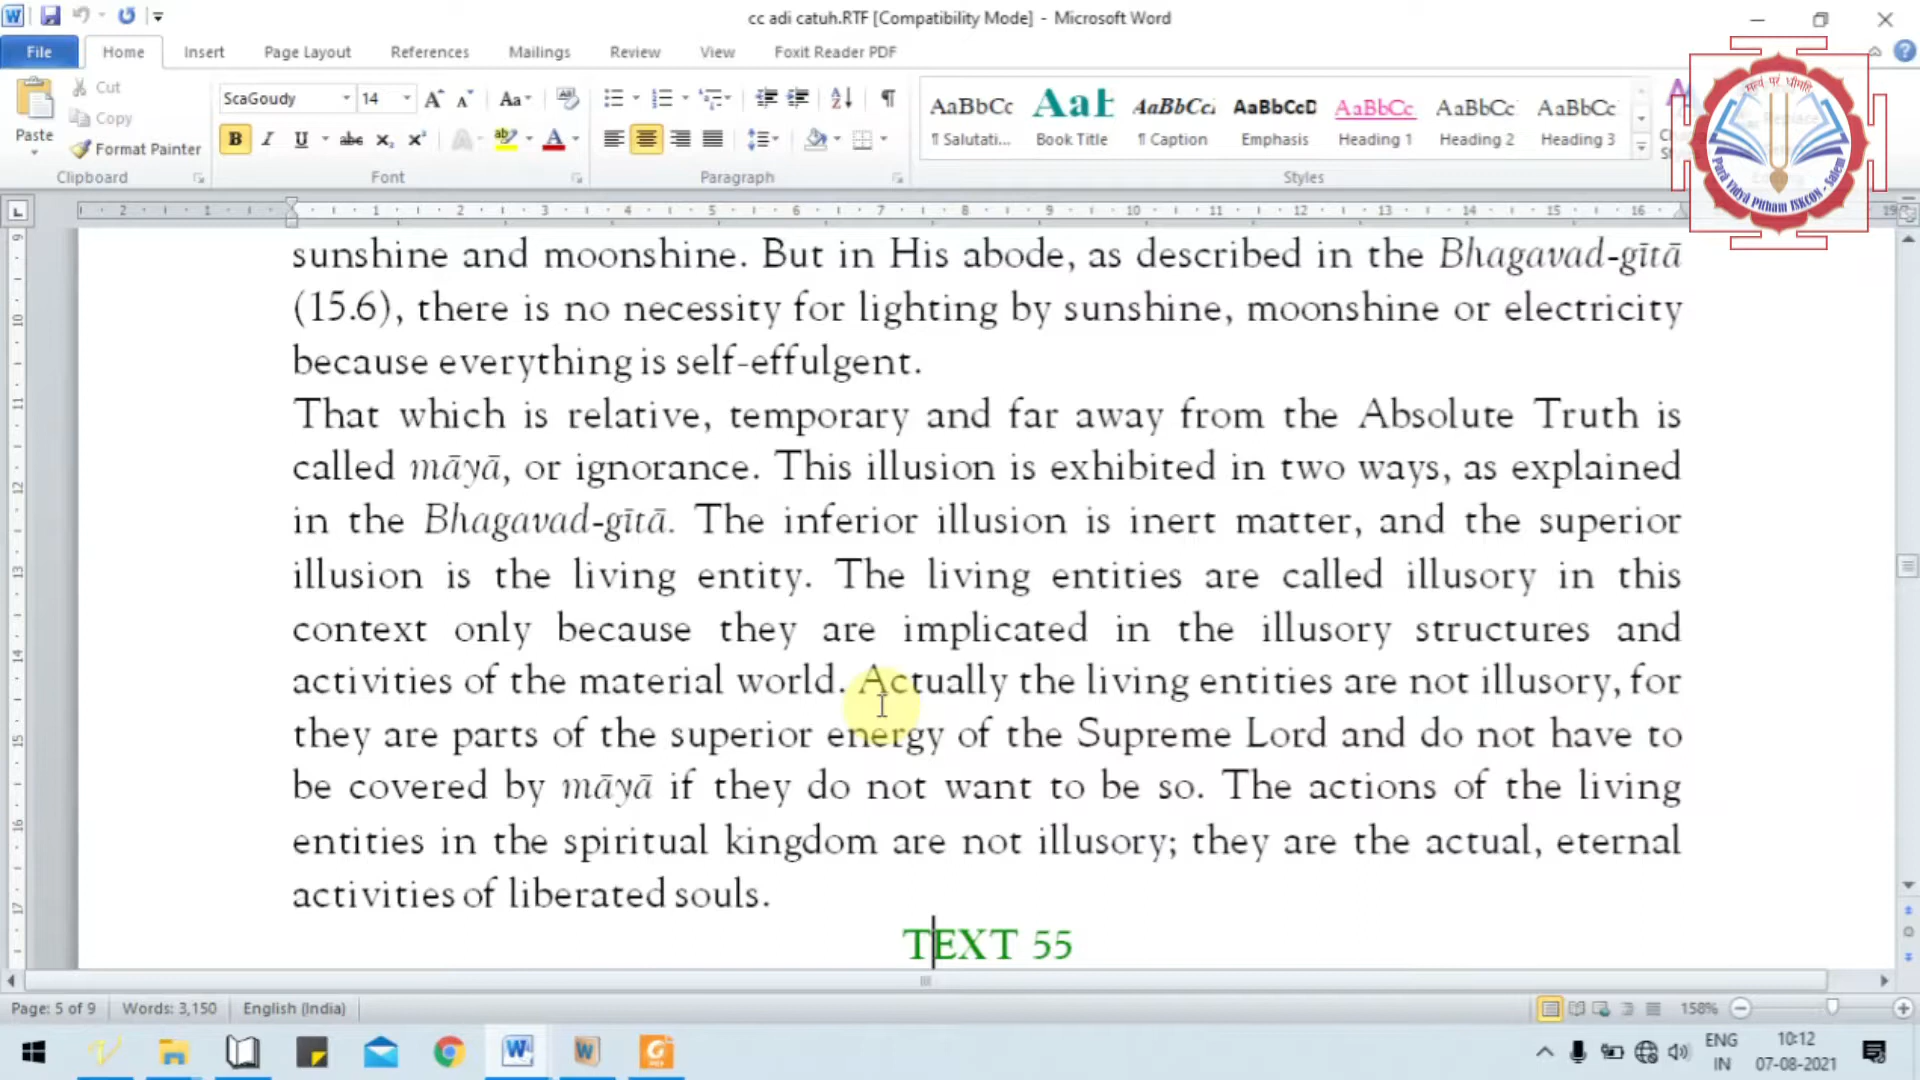 cc adi catuh.RTF [Compatibility Mode] - Microsoft Word
File Home Insert Page Layout References Mailings Review View Foxit Reader PDF
Cut
Copy
Format Painter
Paste
Clipboard
ScaGoudy 14
Font
Paragraph
AaBbCc AaB AaBbCc AaBbCcD AaBbCc AaBbCc AaBbCc
¶ Salutati... Book Title ¶ Caption Emphasis Heading 1 Heading 2 Heading 3
Styles
Para Vidya Pitham ISKCON - Salem
sunshine and moonshine. But in His abode, as described in the Bhagavad-gītā
(15.6), there is no necessity for lighting by sunshine, moonshine or electricity
because everything is self-effulgent.
That which is relative, temporary and far away from the Absolute Truth is
called māyā, or ignorance. This illusion is exhibited in two ways, as explained
in the Bhagavad-gītā. The inferior illusion is inert matter, and the superior
illusion is the living entity. The living entities are called illusory in this
context only because they are implicated in the illusory structures and
activities of the material world. Actually the living entities are not illusory, for
they are parts of the superior energy of the Supreme Lord and do not have to
be covered by māyā if they do not want to be so. The actions of the living
entities in the spiritual kingdom are not illusory; they are the actual, eternal
activities of liberated souls.
TEXT 55
Page: 5 of 9 Words: 3,150 English (India) 158%
ENG
IN
10:12
07-08-2021